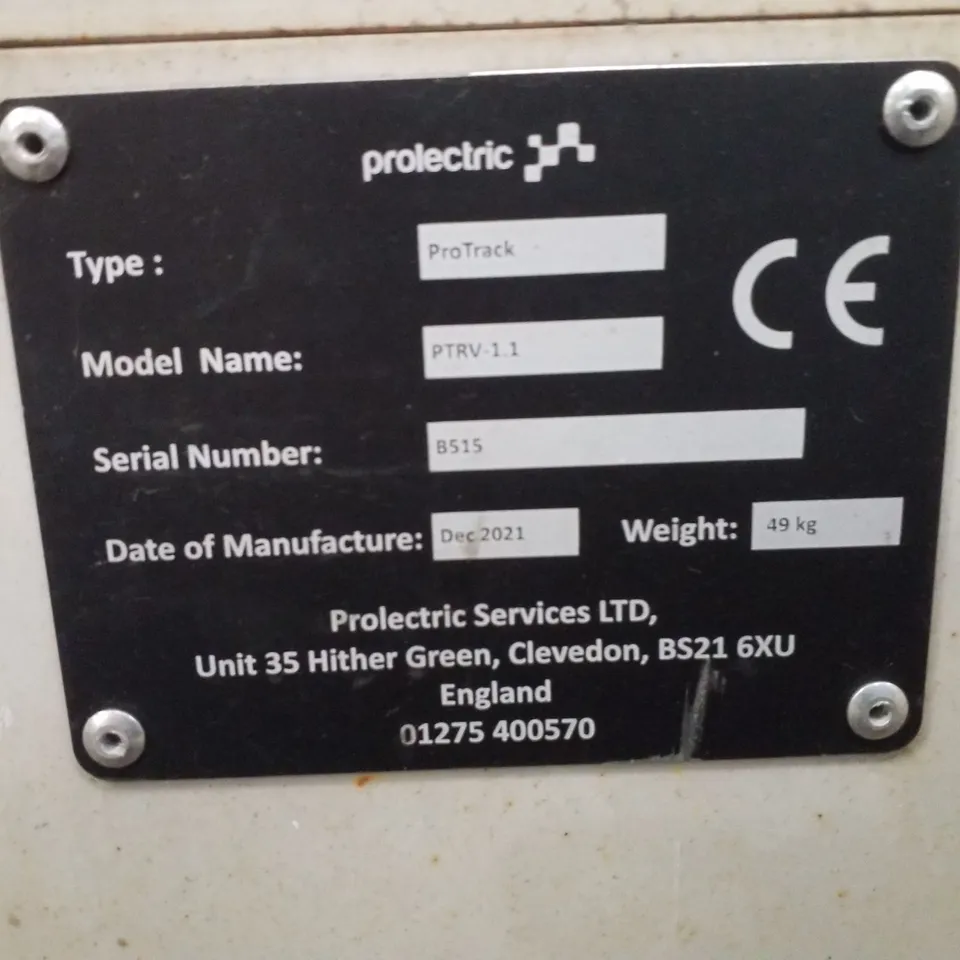 prolectric
Type : ProTrack
CE
Model Name: PTRV-1.1
Serial Number: B515
Date of Manufacture: Dec 2021 Weight: 49 kg
Prolectric Services LTD,
Unit 35 Hither Green, Clevedon, BS21 6XU
England
01275 400570